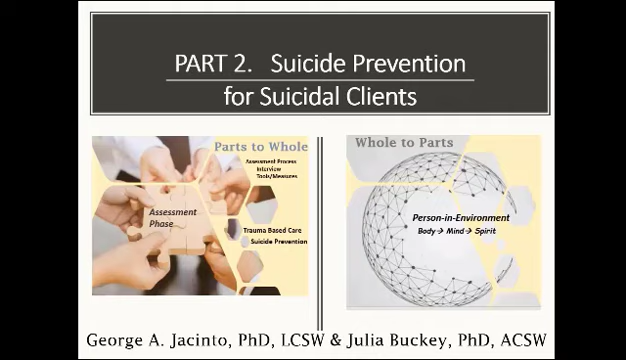 PART 2. Suicide Prevention
for Suicidal Clients
Parts to Whole
Assessment Process
Interview
Tools/Measures
Assessment
Phase
Trauma Based Care
Suicide Prevention
Whole to Parts
Person-in-Environment
Body → Mind → Spirit
George A. Jacinto, PhD, LCSW & Julia Buckey, PhD, ACSW